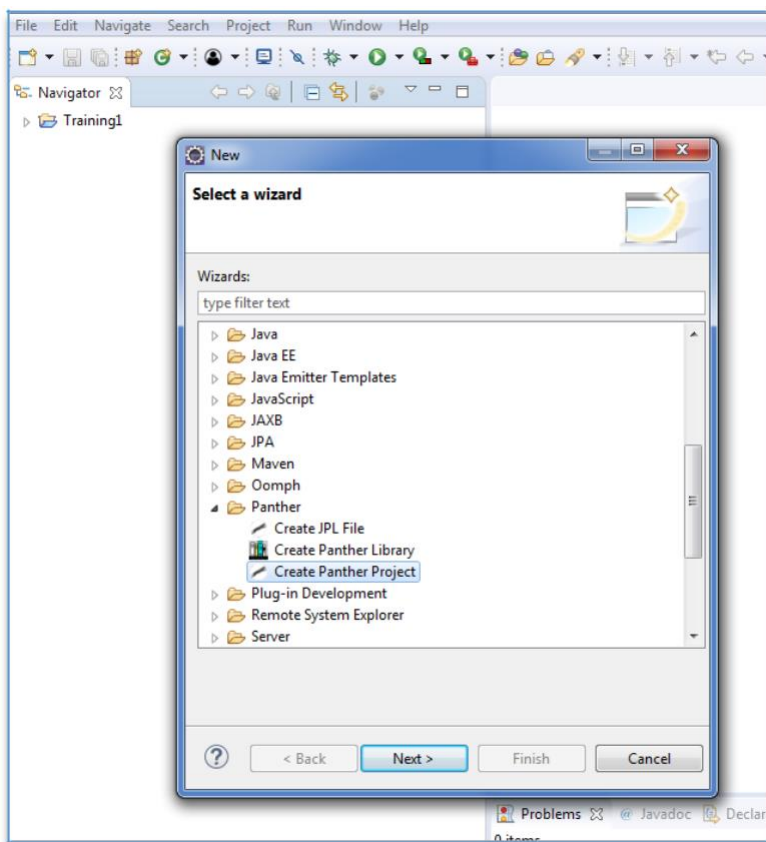 File Edit Navigate Search Project Run Window Help
Navigator
Training1
New
Select a wizard
Wizards:
type filter text
Java
Java EE
Java Emitter Templates
JavaScript
JAXB
JPA
Maven
Oomph
Panther
Create JPL File
Create Panther Library
Create Panther Project
Plug-in Development
Remote System Explorer
Server
? < Back Next > Finish Cancel
Problems @ Javadoc Declar
0 items